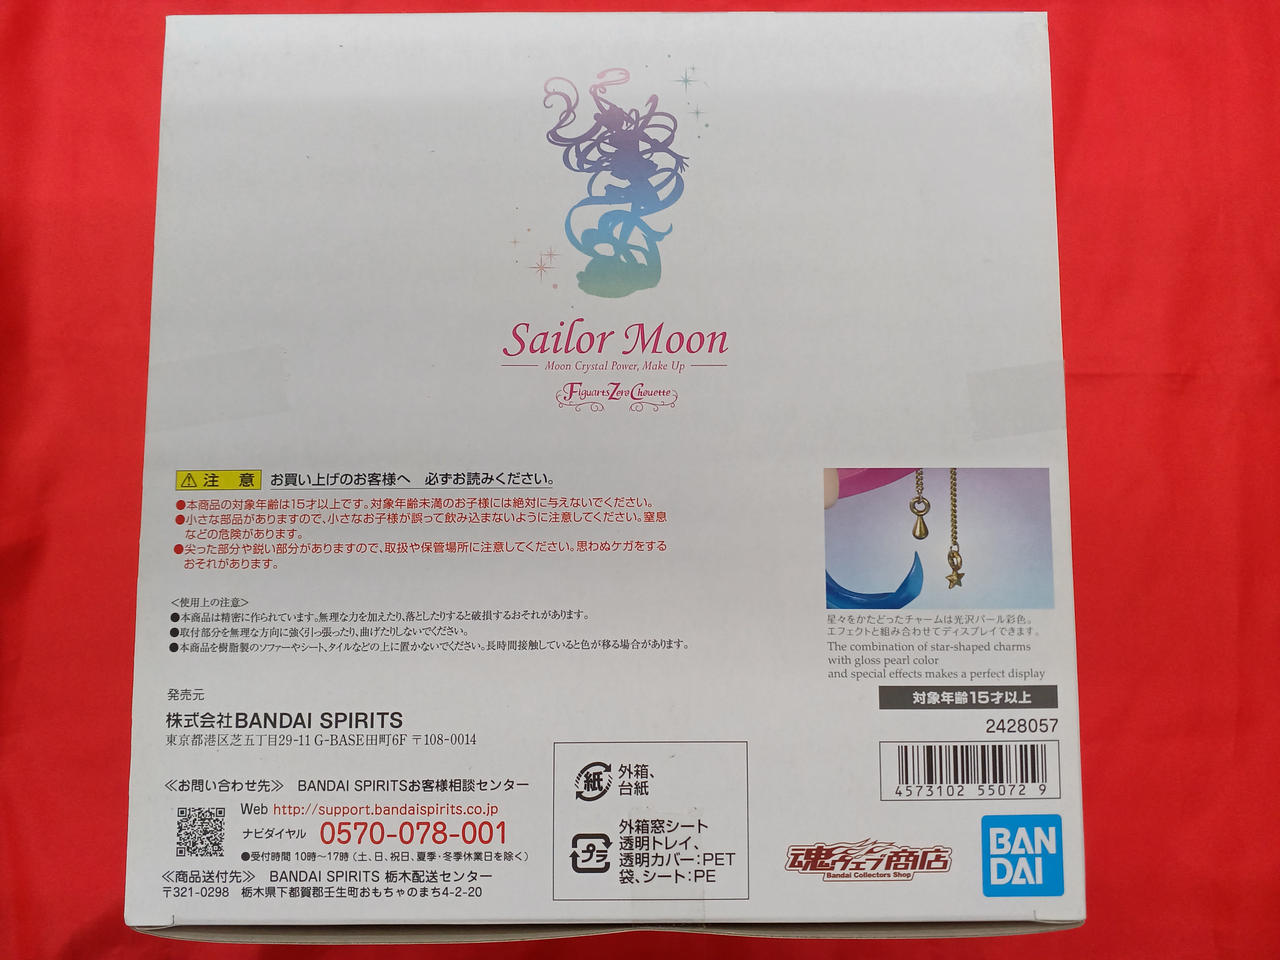 Sailor Moon
Moon Crystal Power, Make Up
FiguartsZero Chouette
注 意 お買い上げのお客様へ 必ずお読みください。
●本商品の対象年齢は15才以上です。対象年齢未満のお子様には絶対に与えないでください。
●小さな部品がありますので、小さなお子様が誤って飲み込まないように注意してください。窒息
などの危険があります。
●尖った部分や鋭い部分がありますので、取扱や保管場所に注意してください。思わぬケガをする
おそれがあります。
<使用上の注意>
●本商品は精密に作られています。無理な力を加えたり、落としたりすると破損するおそれがあります。
●取付部分を無理な方向に強く引っ張ったり、曲げたりしないでください。
●本商品を樹脂製のソファーやシート、タイルなどの上に置かないでください。長時間接触していると色が移る場合があります。
星々をかたどったチャームは光沢パール彩色。
エフェクトと組み合わせてディスプレイできます。
The combination of star-shaped charms
with gloss pearl color
and special effects makes a perfect display
対象年齢15才以上
2428057
4573102 55072 9
発売元
株式会社BANDAI SPIRITS
東京都港区芝五丁目29-11 G-BASE田町6F 〒108-0014
≪お問い合わせ先≫ BANDAI SPIRITSお客様相談センター
Web http://support.bandaispirits.co.jp
ナビダイヤル 0570-078-001
●受付時間 10時〜17時(土、日、祝日、夏季・冬季休業日を除く)
≪商品送付先≫ BANDAI SPIRITS 栃木配送センター
〒321-0298 栃木県下都賀郡壬生町おもちゃのまち4-2-20
紙 外箱、
台紙
プラ 外箱窓シート
透明トレイ、
透明カバー:PET
袋、シート:PE
魂ウェブ商店
Bandai Collectors Shop
BAN
DAI